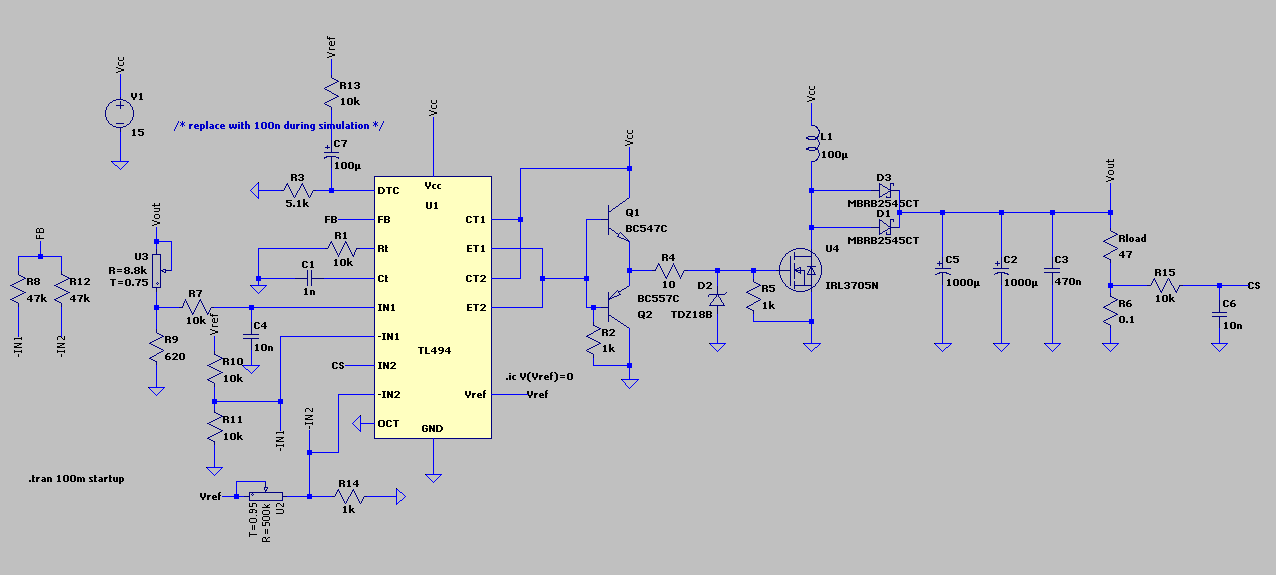 Vcc
V1
15
Vref
R13
10k
/* replace with 100n during simulation */
C7
100µ
R3
5.1k
Vcc
Vcc
U1
DTC
FB
Rt
Ct
IN1
-IN1
IN2
-IN2
OCT
GND
TL494
CT1
ET1
CT2
ET2
Vref
Vref
.ic V(Vref)=0
FB
R1
10k
C1
1n
FB
R8
47k
R12
47k
-IN1
-IN2
Vout
U3
R=8.8k
T=0.75
R7
10k
R9
620
Vref
C4
10n
R10
10k
R11
10k
-IN1
-IN2
CS
.tran 100m startup
Vref
U2
R=500k
T=0.95
R14
1k
Vcc
Q1
BC547C
BC557C
Q2
R2
1k
R4
10
D2
TDZ18B
R5
1k
Vcc
L1
100µ
D3
MBRB2545CT
D1
MBRB2545CT
U4
IRL3705N
C5
1000µ
C2
1000µ
C3
470n
Vout
Rload
47
R6
0.1
R15
10k
CS
C6
10n